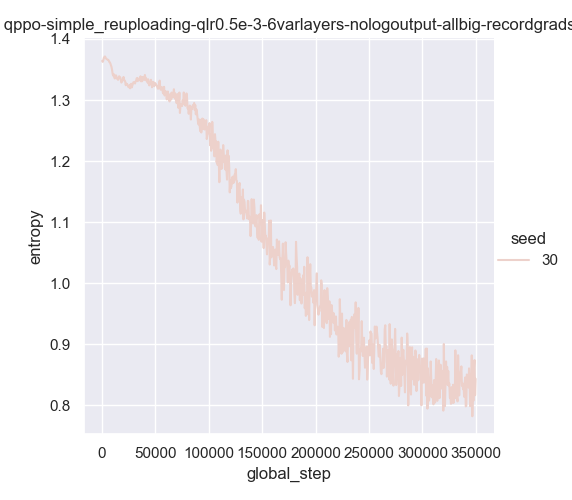 qppo-simple_reuploading-qlr0.5e-3-6varlayers-nologoutput-allbig-recordgrads
1.4
1.3
1.2
1.1
1.0
0.9
0.8
entropy
0 50000 100000 150000 200000 250000 300000 350000
global_step
seed
30